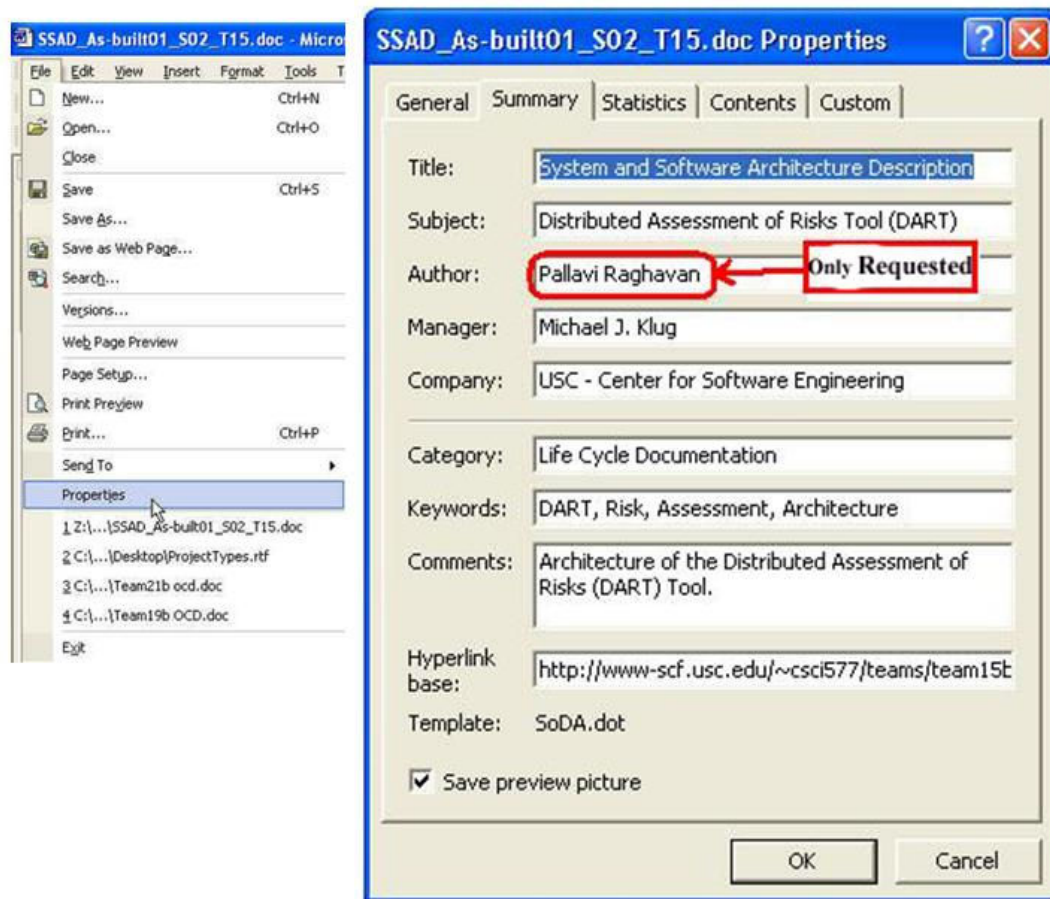 SSAD_As-built01_S02_T15.doc - Micro
File Edit View Insert Format Tools T
New... Ctrl+N
Open... Ctrl+O
Close
Save Ctrl+S
Save As...
Save as Web Page...
Search...
Versions...
Web Page Preview
Page Setup...
Print Preview
Print... Ctrl+P
Send To
Properties
1 Z:\...\SSAD_As-built01_S02_T15.doc
2 C:\...\Desktop\ProjectTypes.rtf
3 C:\...\Team21b ocd.doc
4 C:\...\Team19b OCD.doc
Exit
SSAD_As-built01_S02_T15.doc Properties
General Summary Statistics Contents Custom
Title: System and Software Architecture Description
Subject: Distributed Assessment of Risks Tool (DART)
Author: Pallavi Raghavan Only Requested
Manager: Michael J. Klug
Company: USC - Center for Software Engineering
Category: Life Cycle Documentation
Keywords: DART, Risk, Assessment, Architecture
Comments: Architecture of the Distributed Assessment of
Risks (DART) Tool.
Hyperlink
base: http://www-scf.usc.edu/~csci577/teams/team15b
Template: SoDA.dot
Save preview picture
OK Cancel